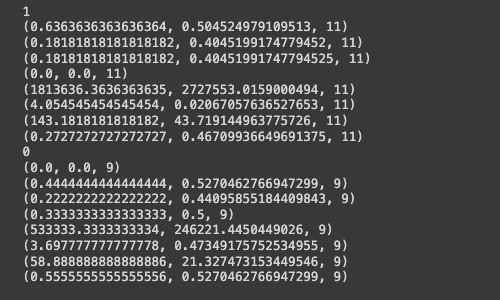 1
(0.6363636363636364, 0.504524979109513, 11)
(0.18181818181818182, 0.4045199174779452, 11)
(0.18181818181818182, 0.40451991747794525, 11)
(0.0, 0.0, 11)
(1813636.3636363635, 2727553.0159000494, 11)
(4.054545454545454, 0.02067057636527653, 11)
(143.1818181818182, 43.719144963775726, 11)
(0.2727272727272727, 0.46709936649691375, 11)
0
(0.0, 0.0, 9)
(0.4444444444444444, 0.5270462766947299, 9)
(0.2222222222222222, 0.44095855184409843, 9)
(0.3333333333333333, 0.5, 9)
(533333.3333333334, 246221.4450449026, 9)
(3.697777777777778, 0.47349175752534955, 9)
(58.888888888888886, 21.327473153449546, 9)
(0.5555555555555556, 0.5270462766947299, 9)